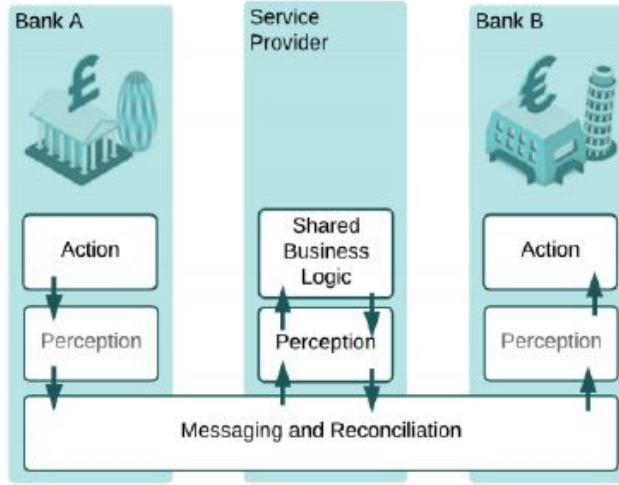 Bank A
Service
Provider
Bank B
£
€
Action
Shared
Business
Logic
Action
Perception
Perception
Perception
Messaging and Reconciliation